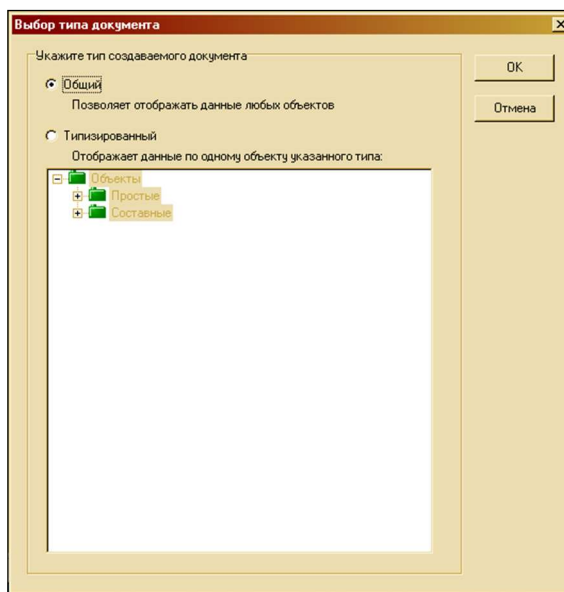 Выбор типа документа
Укажите тип создаваемого документа
Общий
Позволяет отображать данные любых объектов
Типизированный
Отображает данные по одному объекту указанного типа:
Объекты
Простые
Составные
OK
Отмена